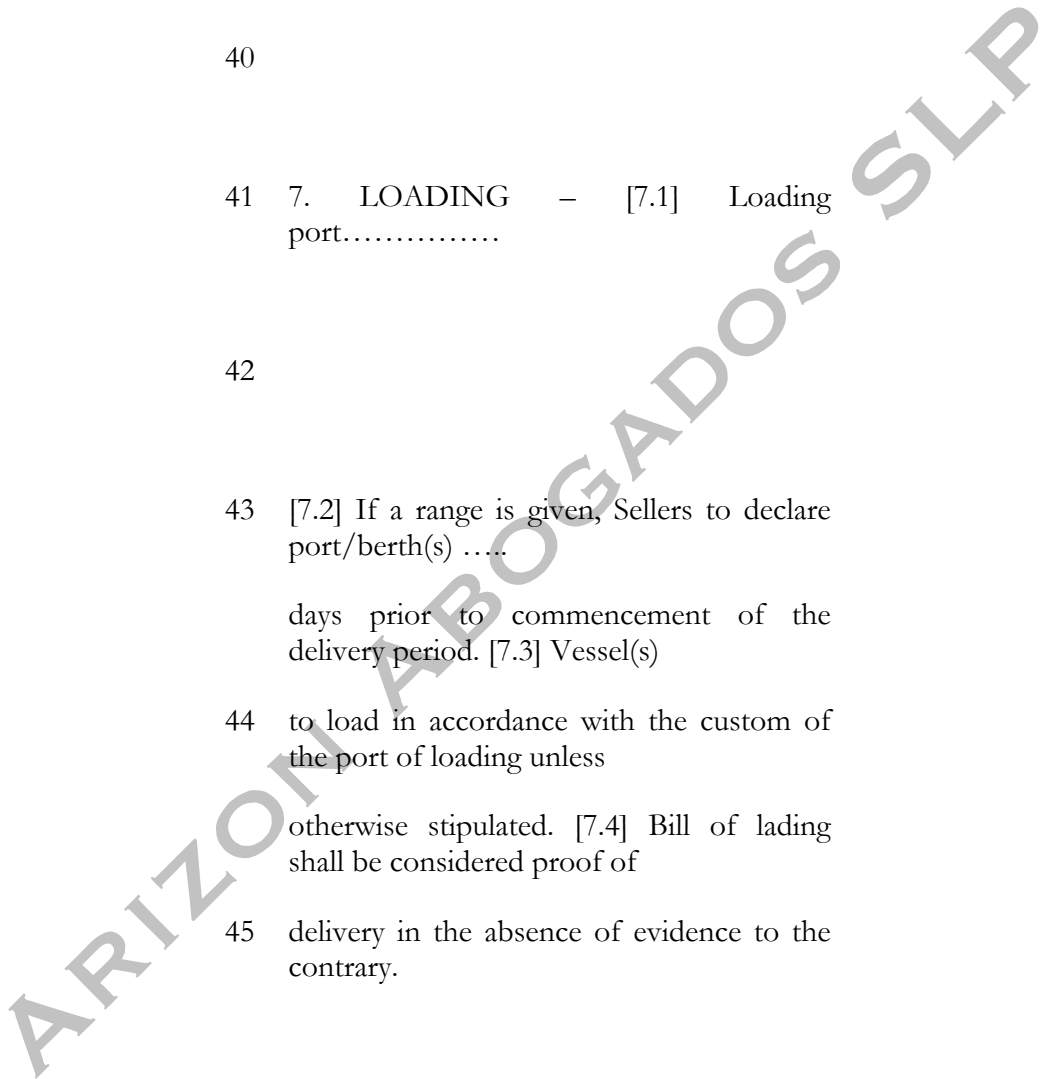 40
41 7. LOADING – [7.1] Loading
port……………
42
43 [7.2] If a range is given, Sellers to declare
port/berth(s) …..
days prior to commencement of the
delivery period. [7.3] Vessel(s)
44 to load in accordance with the custom of
the port of loading unless
otherwise stipulated. [7.4] Bill of lading
shall be considered proof of
45 delivery in the absence of evidence to the
contrary.
ARIZON ABOGADOS SLP